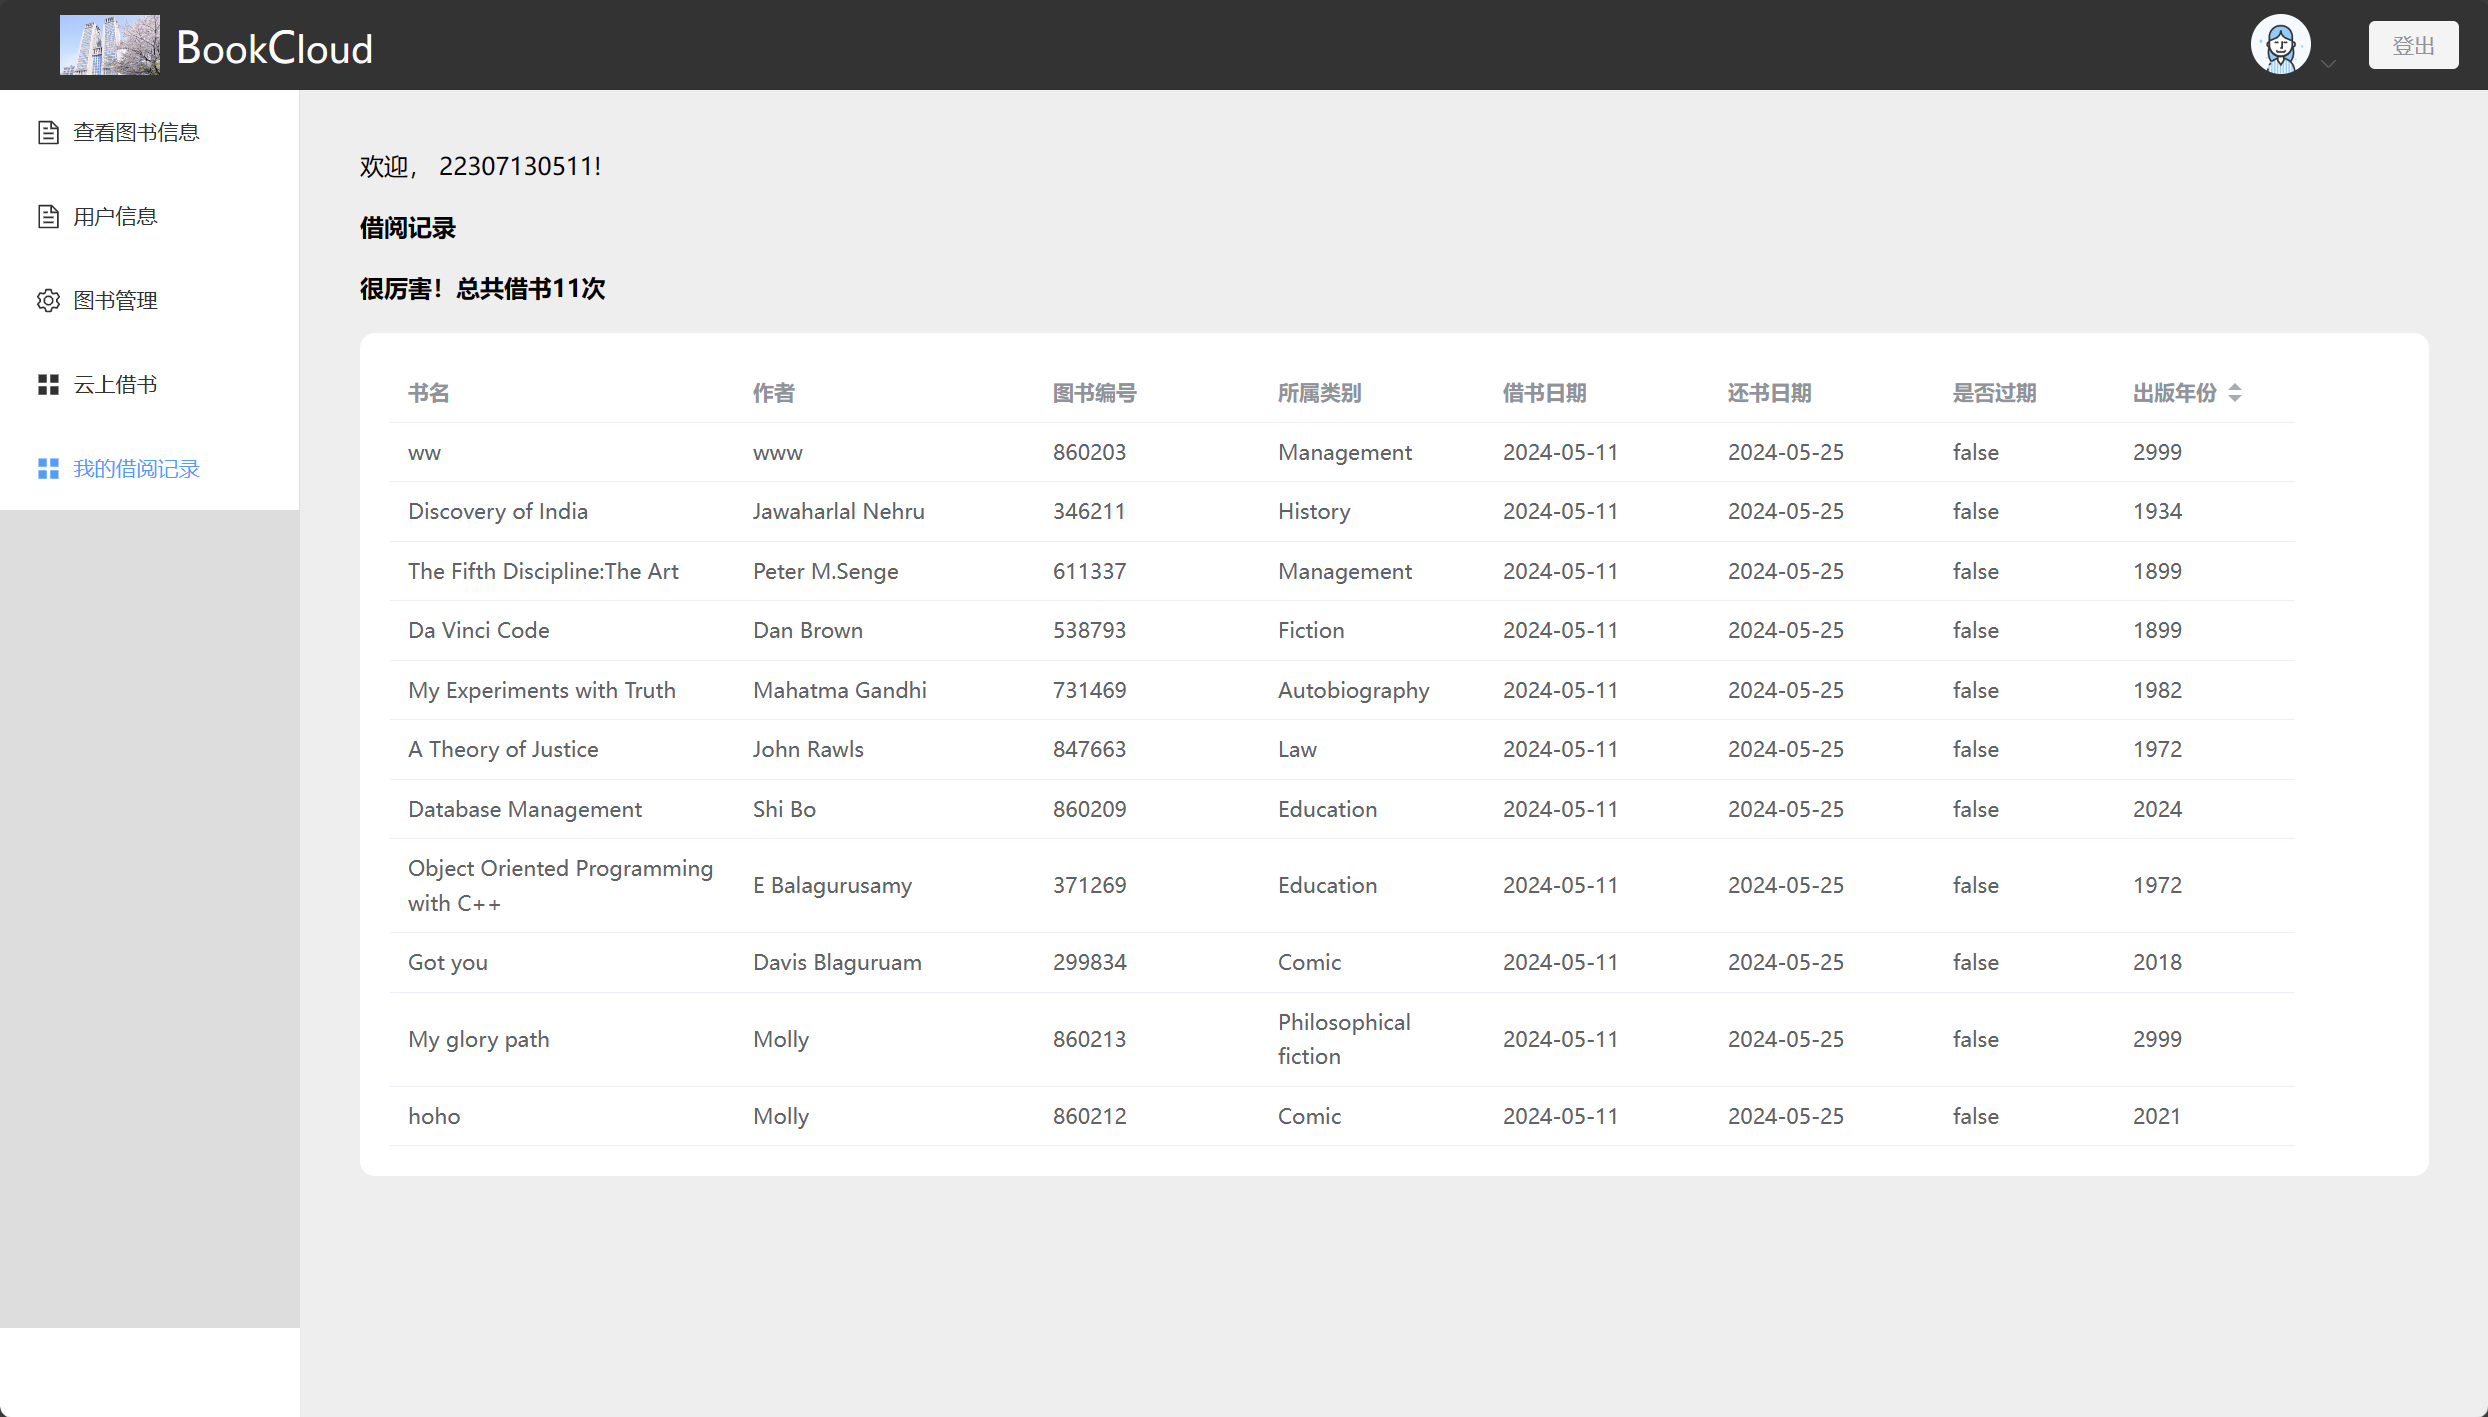 BookCloud
登出
查看图书信息
用户信息
图书管理
云上借书
我的借阅记录
欢迎， 22307130511!
借阅记录
很厉害！总共借书11次
书名 作者 图书编号 所属类别 借书日期 还书日期 是否过期 出版年份
ww www 860203 Management 2024-05-11 2024-05-25 false 2999
Discovery of India Jawaharlal Nehru 346211 History 2024-05-11 2024-05-25 false 1934
The Fifth Discipline:The Art Peter M.Senge 611337 Management 2024-05-11 2024-05-25 false 1899
Da Vinci Code Dan Brown 538793 Fiction 2024-05-11 2024-05-25 false 1899
My Experiments with Truth Mahatma Gandhi 731469 Autobiography 2024-05-11 2024-05-25 false 1982
A Theory of Justice John Rawls 847663 Law 2024-05-11 2024-05-25 false 1972
Database Management Shi Bo 860209 Education 2024-05-11 2024-05-25 false 2024
Object Oriented Programming
with C++ E Balagurusamy 371269 Education 2024-05-11 2024-05-25 false 1972
Got you Davis Blaguruam 299834 Comic 2024-05-11 2024-05-25 false 2018
My glory path Molly 860213 Philosophical
fiction 2024-05-11 2024-05-25 false 2999
hoho Molly 860212 Comic 2024-05-11 2024-05-25 false 2021